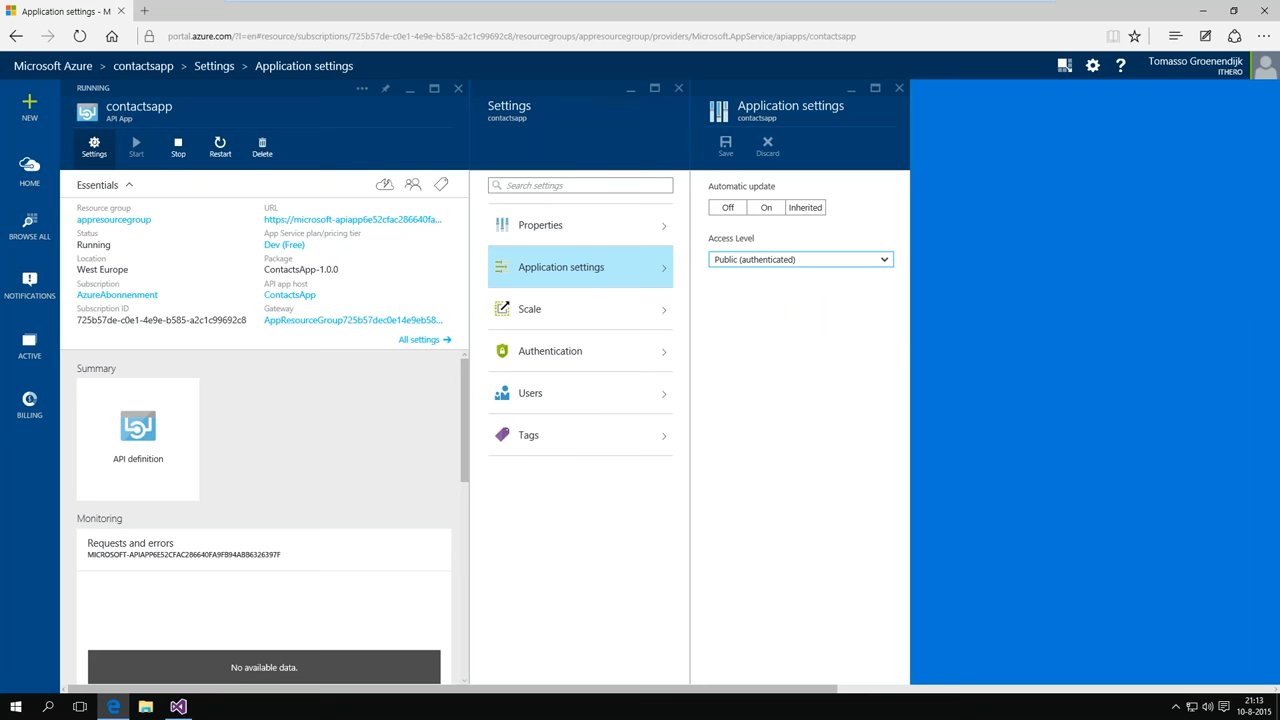 Application settings - M
portal.azure.com/?l=en#resource/subscriptions/725b57de-c0e1-4e9e-b585-a2c1c99692c8/resourcegroups/appresourcegroup/providers/Microsoft.AppService/apiapps/contactsapp
Microsoft Azure > contactsapp > Settings > Application settings
Tomasso Groenendijk
ITHERO
NEW
HOME
BROWSE ALL
NOTIFICATIONS
ACTIVE
BILLING
RUNNING
contactsapp
API App
Settings
Start
Stop
Restart
Delete
Essentials
Resource group
appresourcegroup
Status
Running
Location
West Europe
Subscription
AzureAbonnenment
Subscription ID
725b57de-c0e1-4e9e-b585-a2c1c99692c8
URL
https://microsoft-apiapp6e52cfac286640fa...
App Service plan/pricing tier
Dev (Free)
Package
ContactsApp-1.0.0
API app host
ContactsApp
Gateway
AppResourceGroup725b57dec0e14e9eb58...
All settings →
Summary
API definition
Monitoring
Requests and errors
MICROSOFT-APIAPP6E52CFAC286640FA9FB94ABB6326397F
No available data.
Settings
contactsapp
Search settings
Properties
Application settings
Scale
Authentication
Users
Tags
Application settings
contactsapp
Save
Discard
Automatic update
Off
On
Inherited
Access Level
Public (authenticated)
21:13
10-8-2015